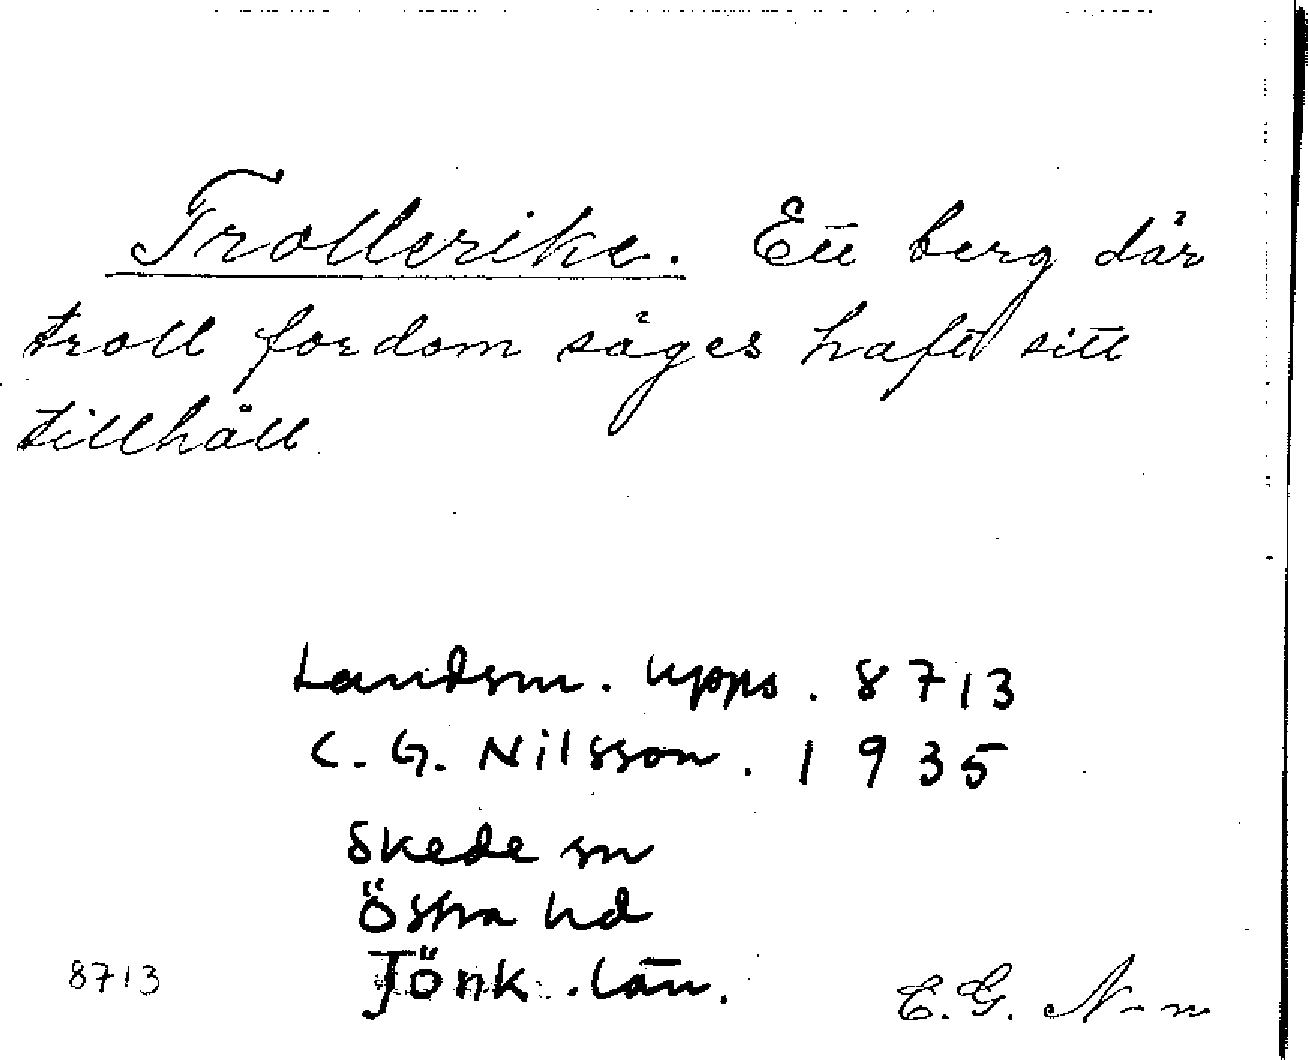 Trollerike. Ett berg där
troll fordom säges haft sitt
tillhåll.
Landsm. Upps. 8713
C. G. Nilsson. 1935
Skede sn
Östra hd
Jönk. län.
8713
C. G. N-n